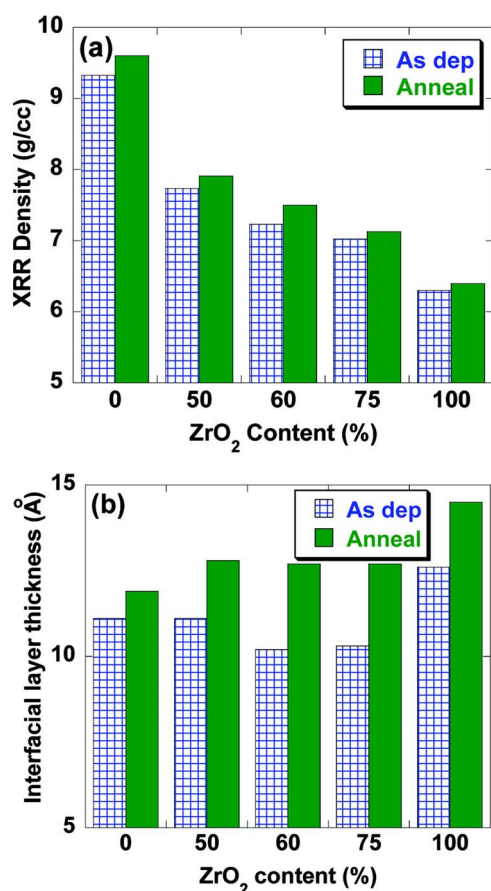 (a)
As dep
Anneal
10
9
8
7
6
5
XRR Density (g/cc)
0 50 60 75 100
ZrO₂ Content (%)
(b)
As dep
Anneal
15
10
5
Interfacial layer thickness (Å)
0 50 60 75 100
ZrO₂ content (%)